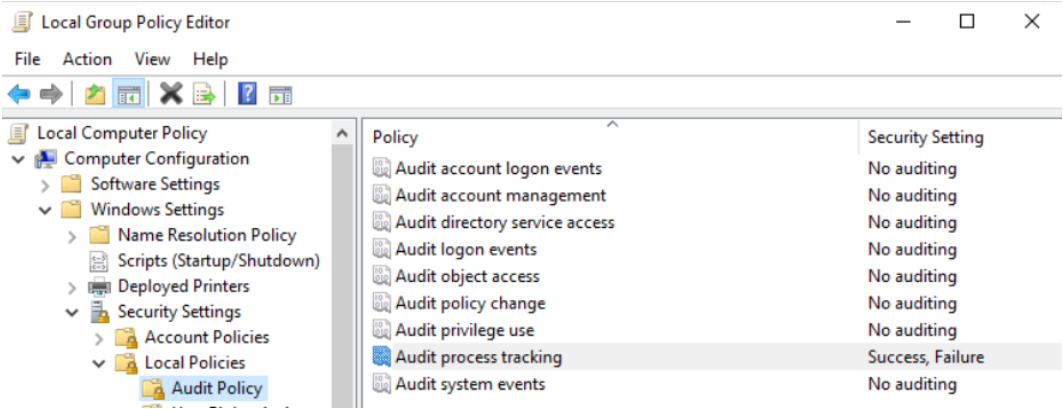 Local Group Policy Editor
File Action View Help
Local Computer Policy
Computer Configuration
Software Settings
Windows Settings
Name Resolution Policy
Scripts (Startup/Shutdown)
Deployed Printers
Security Settings
Account Policies
Local Policies
Audit Policy
Policy Security Setting
Audit account logon events No auditing
Audit account management No auditing
Audit directory service access No auditing
Audit logon events No auditing
Audit object access No auditing
Audit policy change No auditing
Audit privilege use No auditing
Audit process tracking Success, Failure
Audit system events No auditing